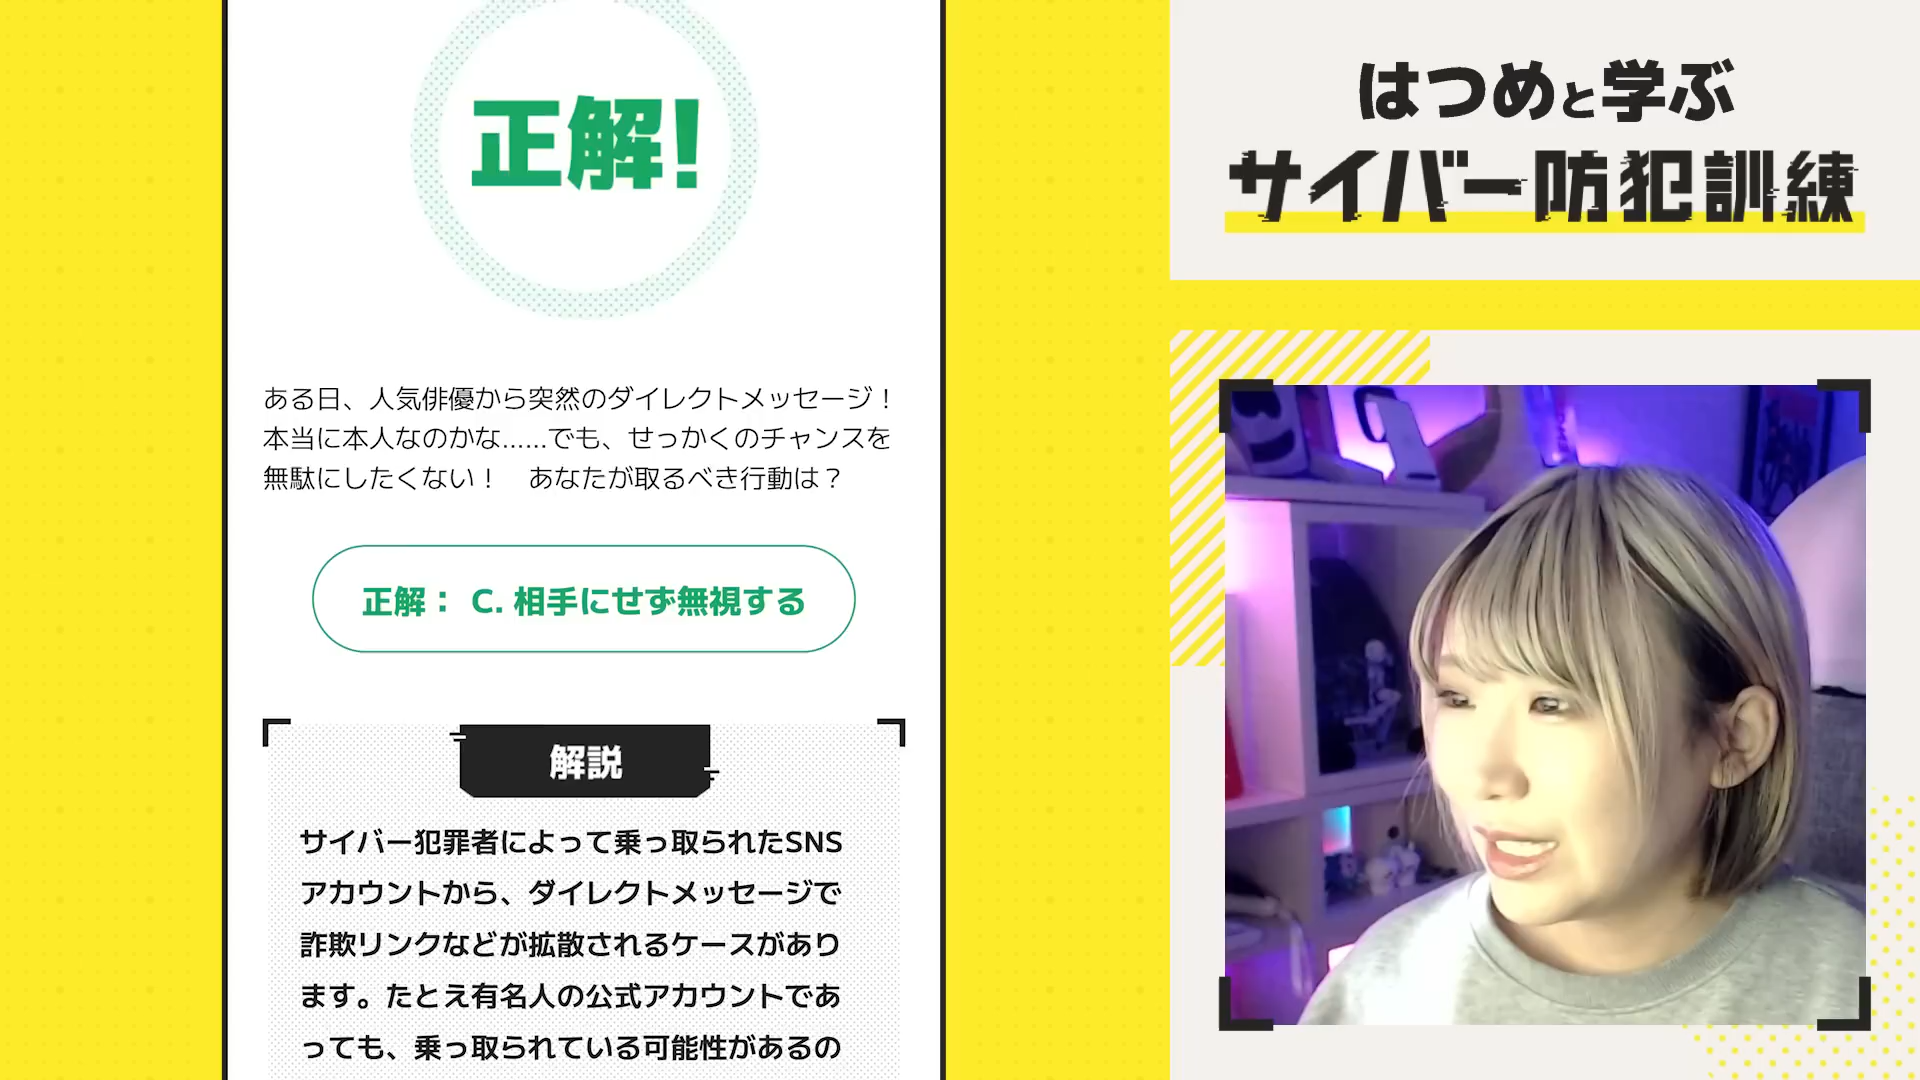 正解!
ある日、人気俳優から突然のダイレクトメッセージ！
本当に本人なのかな……でも、せっかくのチャンスを
無駄にしたくない！　あなたが取るべき行動は？
正解： C. 相手にせず無視する
解説
サイバー犯罪者によって乗っ取られたSNS
アカウントから、ダイレクトメッセージで
詐欺リンクなどが拡散されるケースがあり
ます。たとえ有名人の公式アカウントであ
っても、乗っ取られている可能性があるの
はつめと学ぶ
サイバー防犯訓練